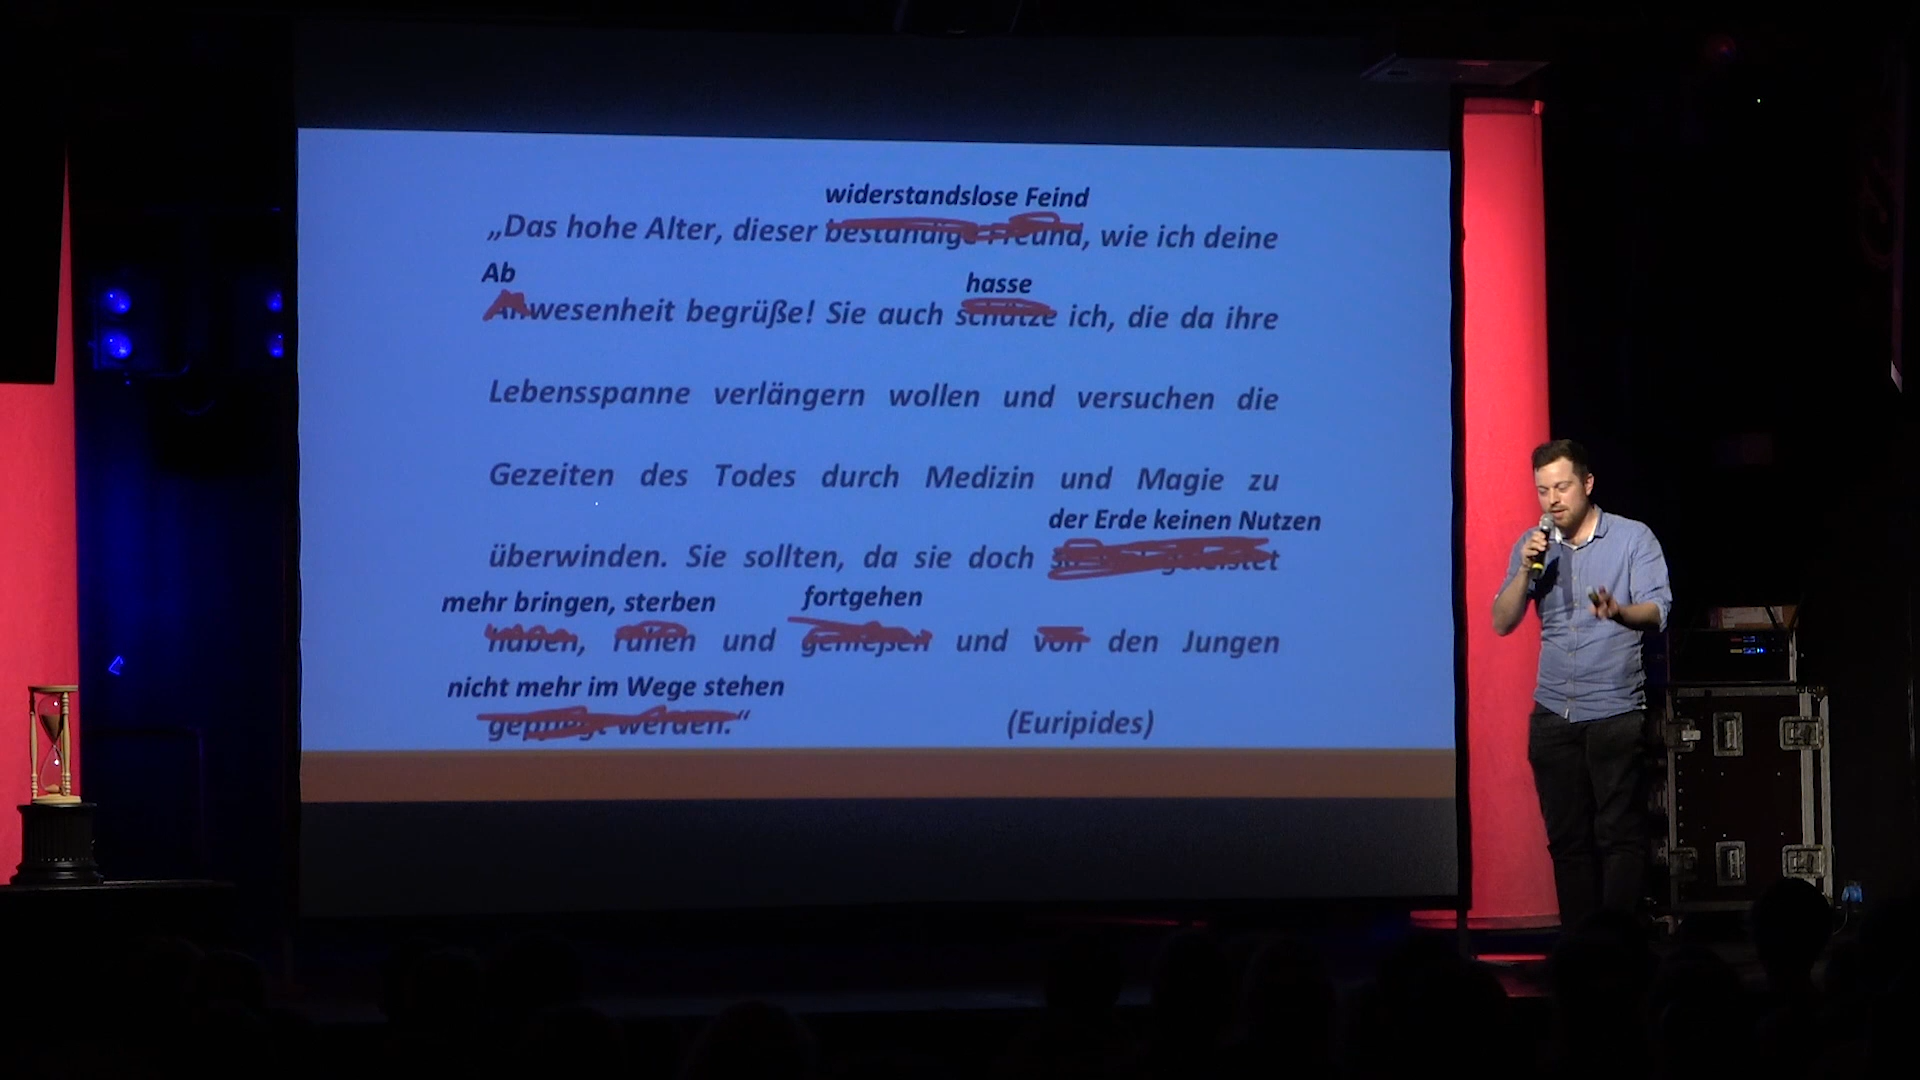 widerstandslose Feind
„Das hohe Alter, dieser beständige Freund, wie ich deine
Ab hasse
Anwesenheit begrüße! Sie auch schütze ich, die da ihre
Lebensspanne verlängern wollen und versuchen die
Gezeiten des Todes durch Medizin und Magie zu
der Erde keinen Nutzen
überwinden. Sie sollten, da sie doch geleistet
mehr bringen, sterben fortgehen
haben, ruhen und genießen und von den Jungen
nicht mehr im Wege stehen
gepflegt werden.“ (Euripides)